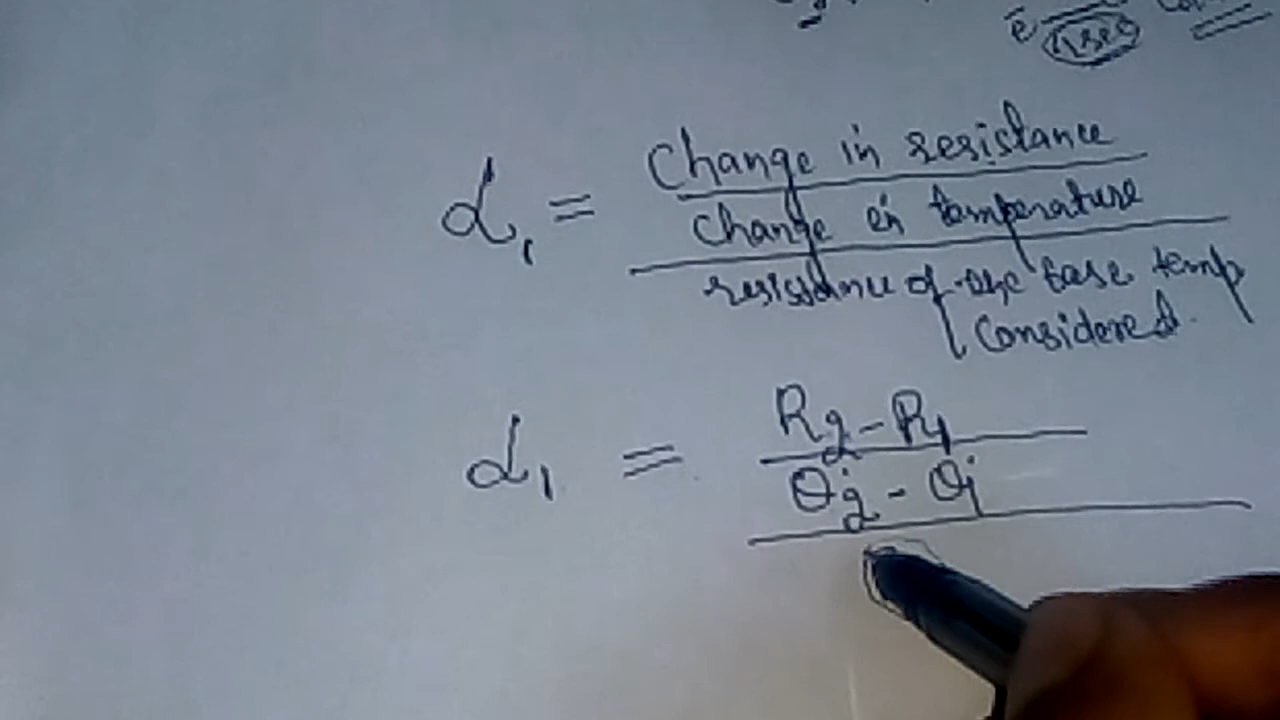 α₁ = Change in resistance
Change in temperature
resistance of the base temp
Considered.
α₁ = R₂ - R₁
θ₂ - θ₁